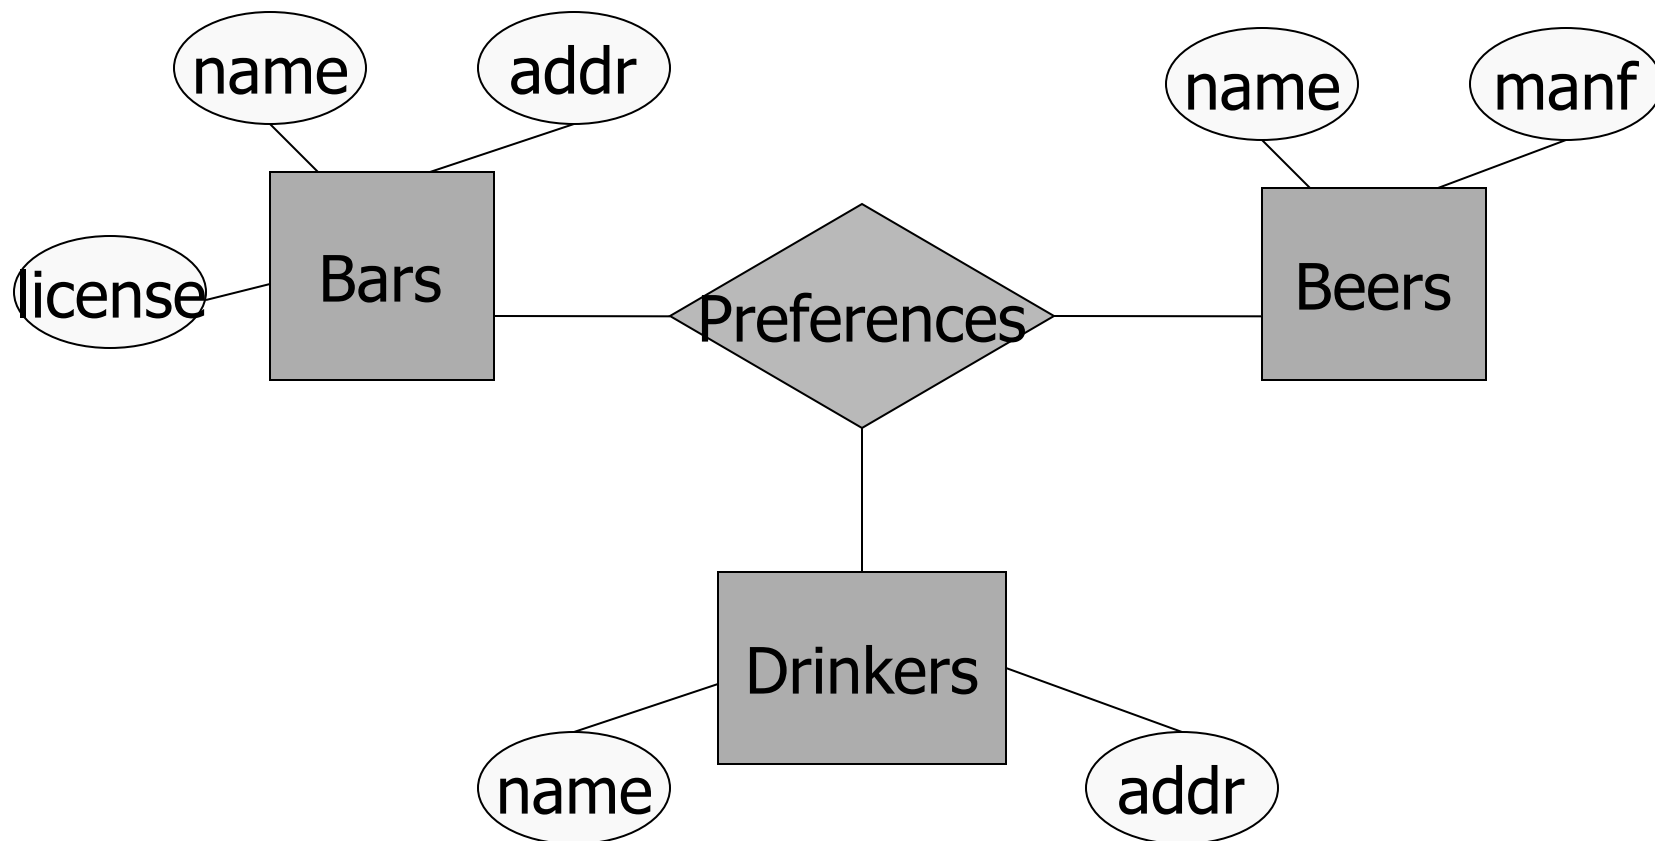 name
addr
name
manf
license
Bars
Preferences
Beers
Drinkers
name
addr